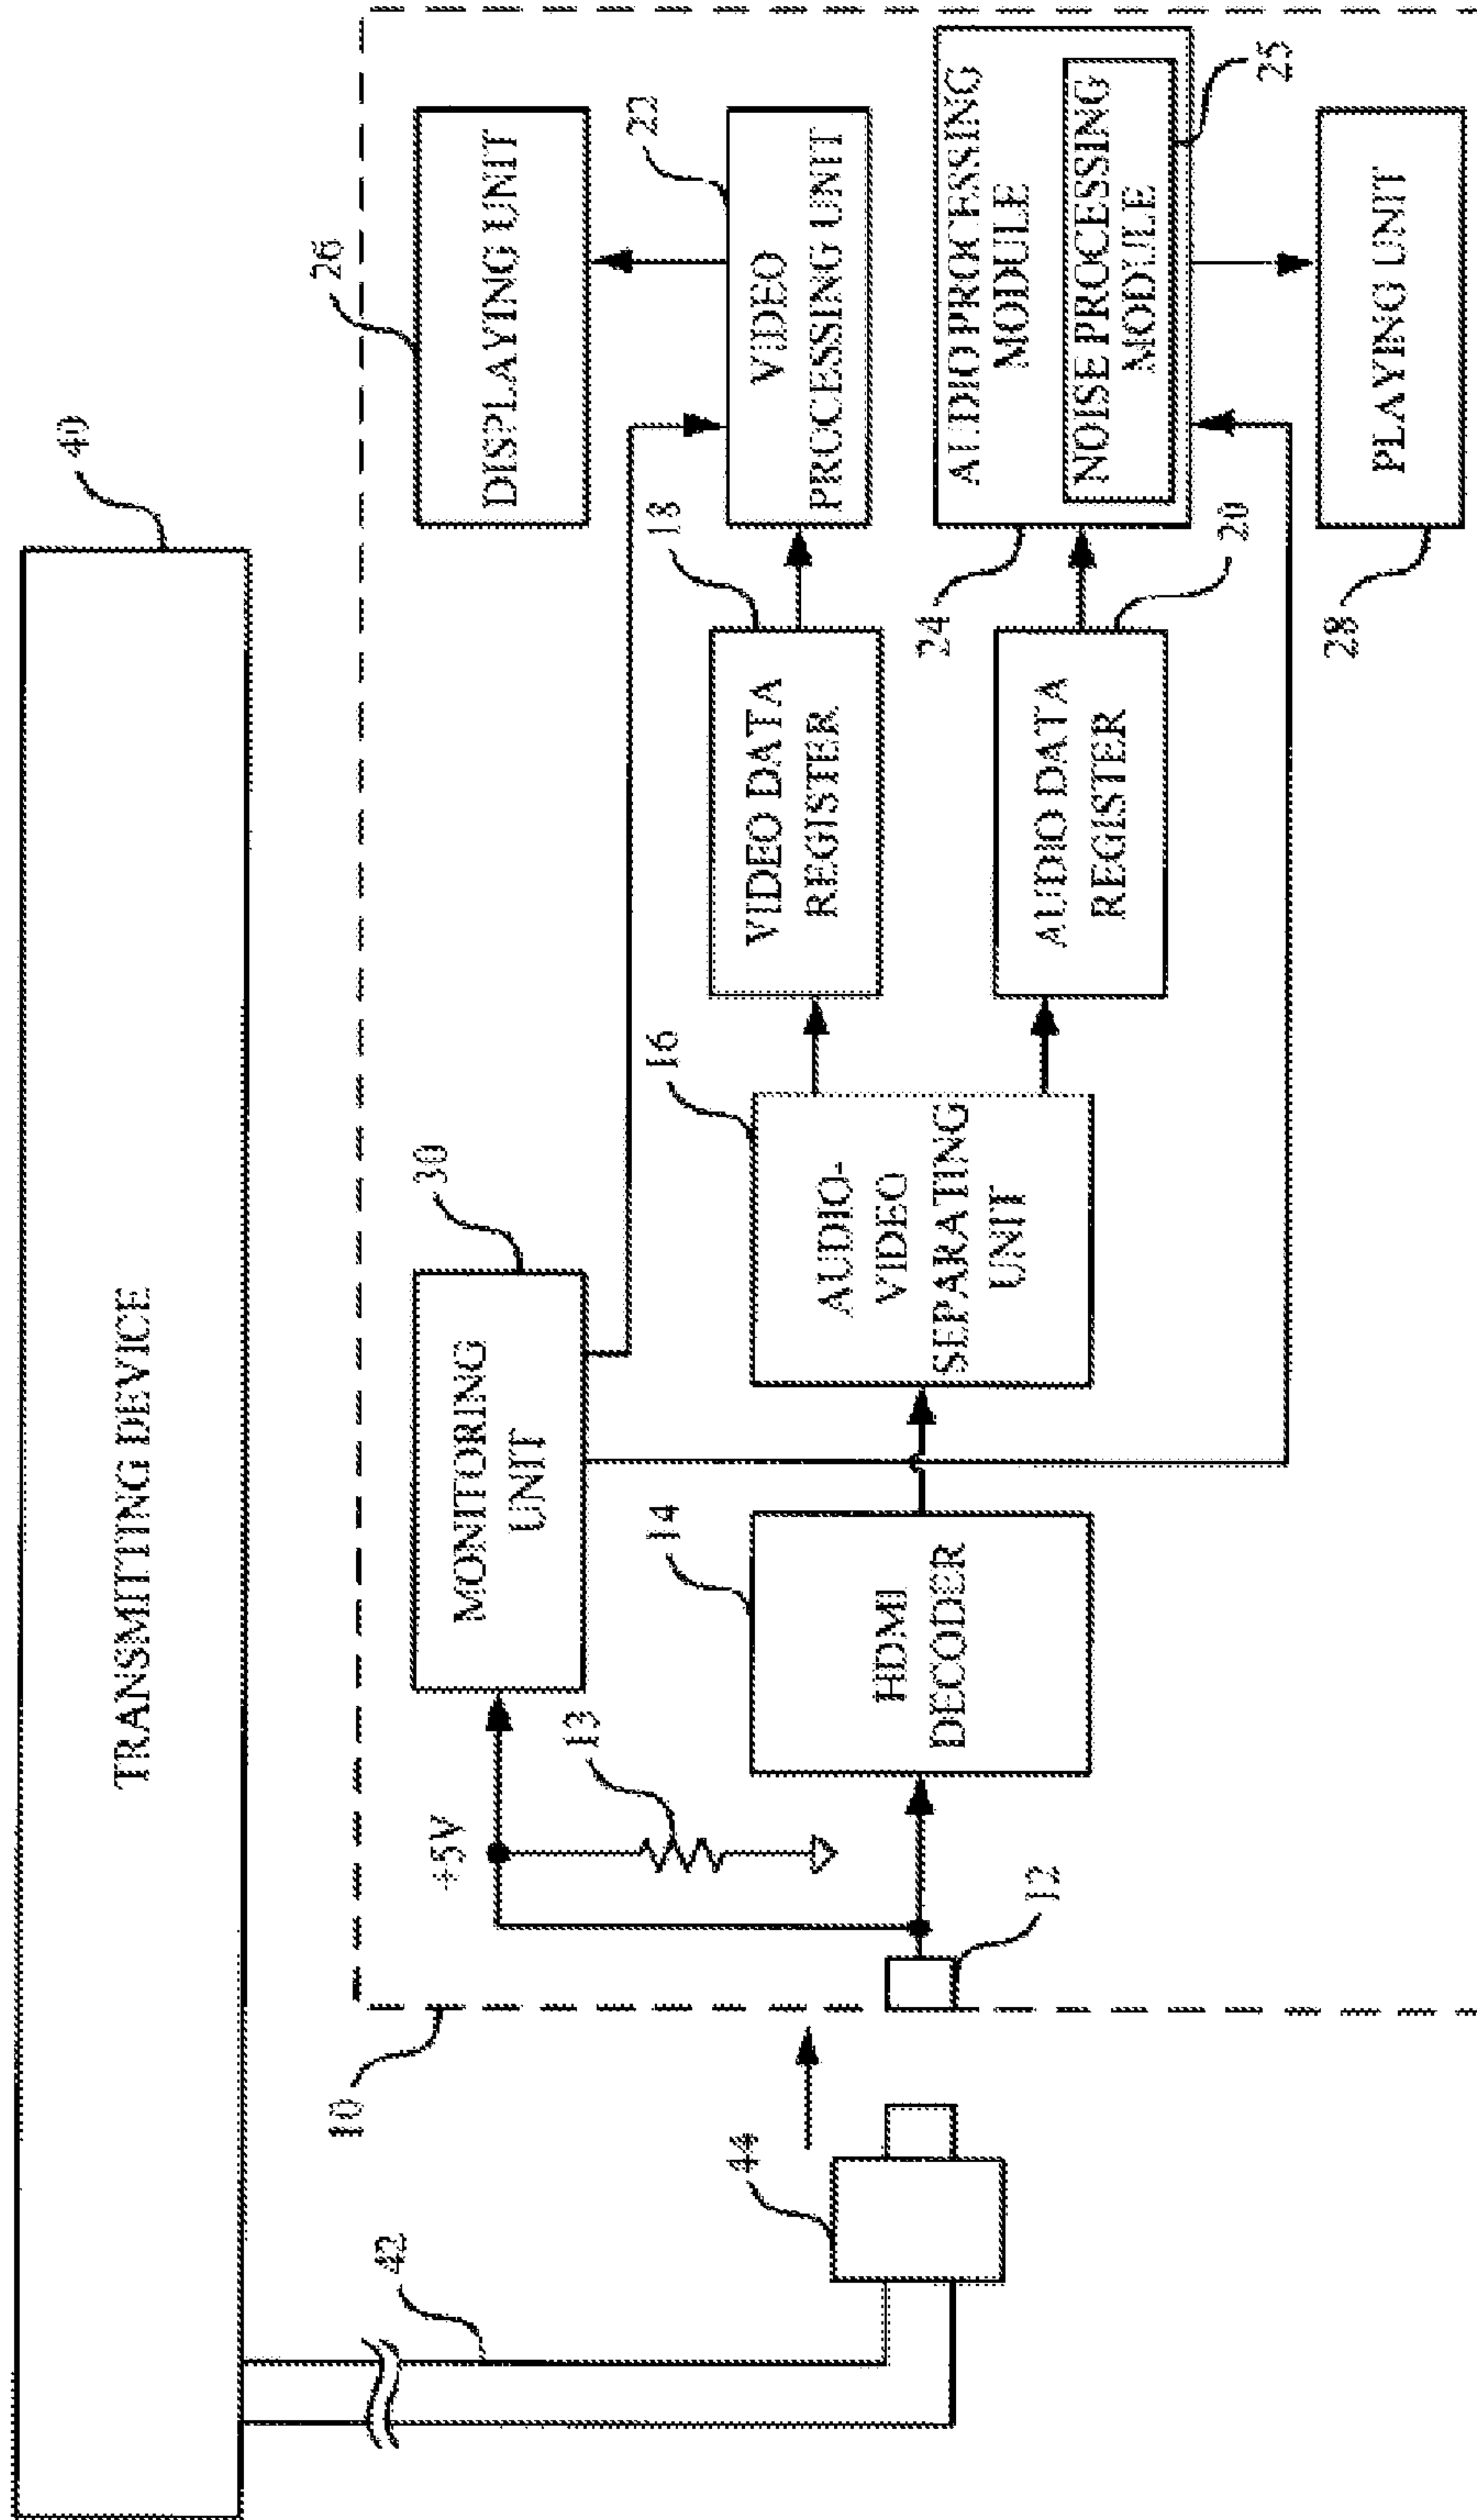 TRANSMITTING DEVICE
40
42
44
10
12
+5V
13
MONITORING
UNIT
30
HDMI
DECODER
14
AUDIO-
VIDEO
SEPARATING
UNIT
16
VIDEO DATA
REGISTER
18
AUDIO DATA
REGISTER
20
DISPLAYING UNIT
26
VIDEO
PROCESSING UNIT
22
AUDIO PROCESSING
MODULE
24
NOISE PROCESSING
MODULE
25
PLAYING UNIT
28